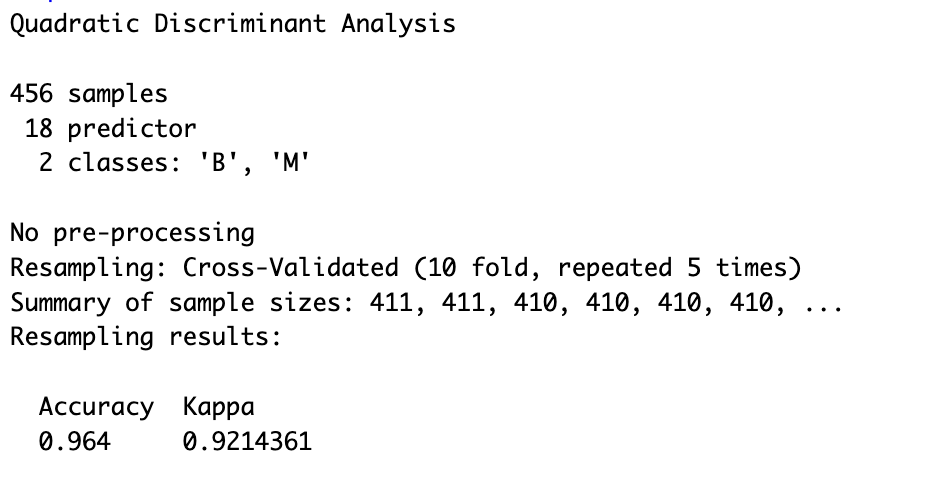 Quadratic Discriminant Analysis
456 samples
18 predictor
2 classes: 'B', 'M'
No pre-processing
Resampling: Cross-Validated (10 fold, repeated 5 times)
Summary of sample sizes: 411, 411, 410, 410, 410, 410, ...
Resampling results:
Accuracy  Kappa
0.964     0.9214361